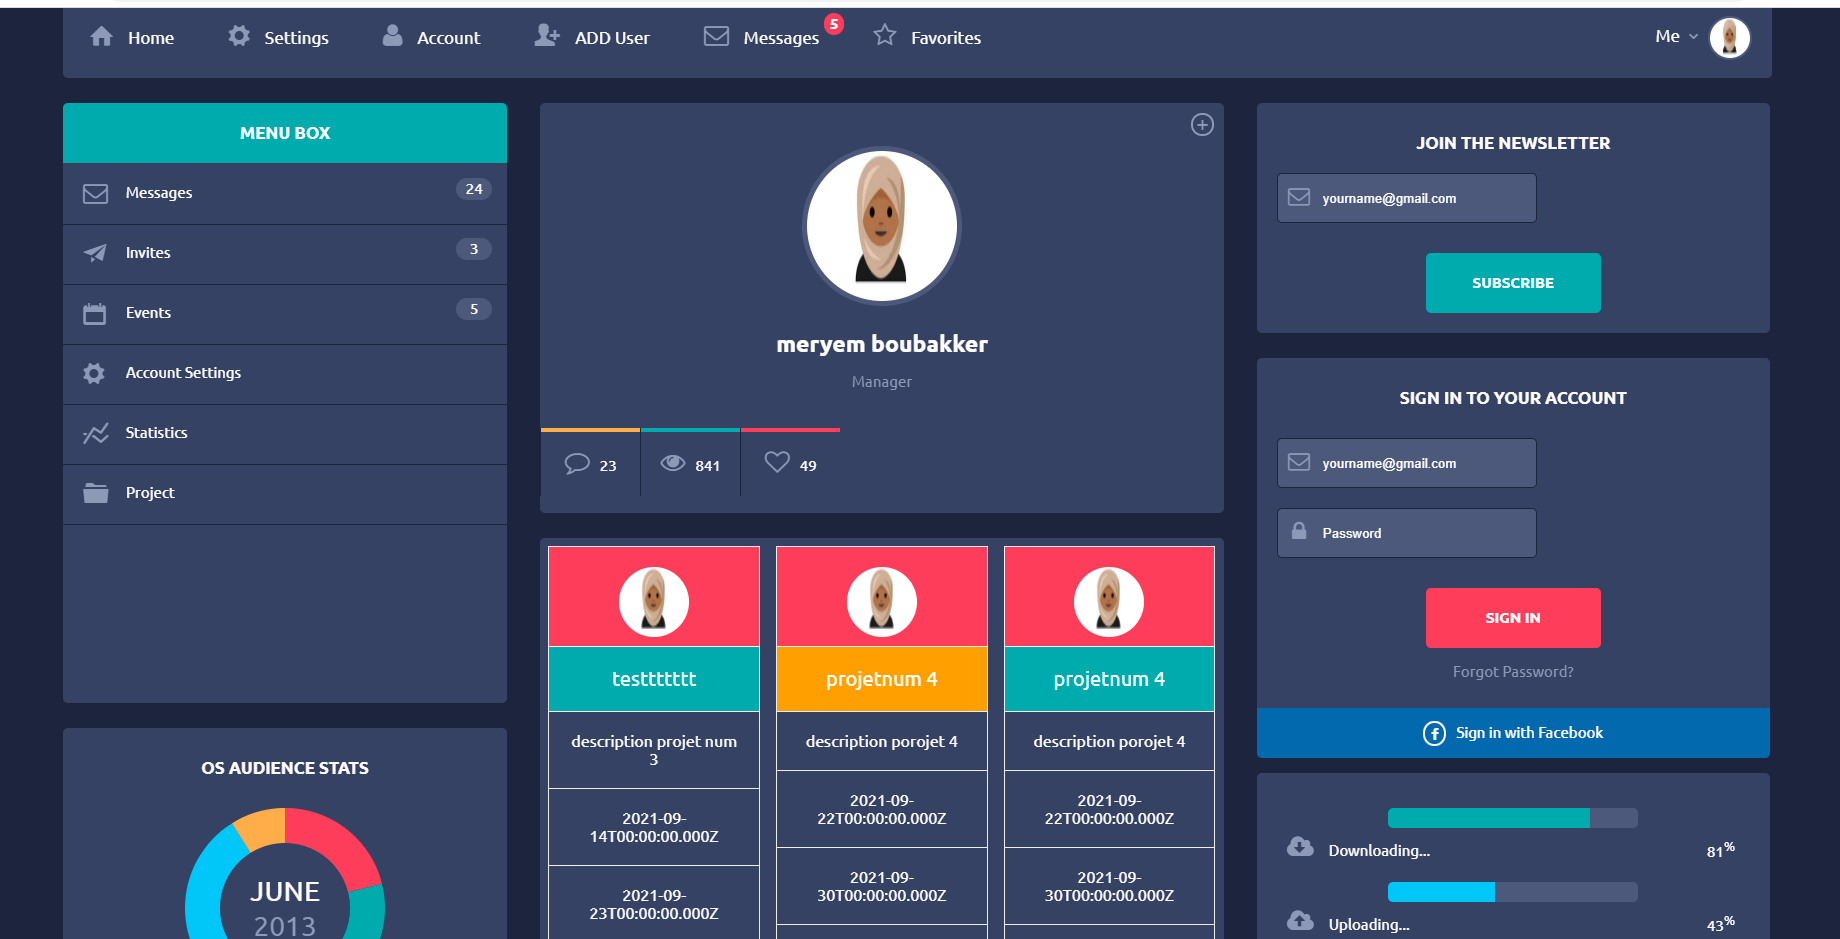 Home
Settings
Account
ADD User
Messages
5
Favorites
Me
MENU BOX
Messages
24
Invites
3
Events
5
Account Settings
Statistics
Project
OS AUDIENCE STATS
JUNE
2013
meryem boubakker
Manager
23
841
49
testttttttt
description projet num
3
2021-09-
14T00:00:00.000Z
2021-09-
23T00:00:00.000Z
projetnum 4
description porojet 4
2021-09-
22T00:00:00.000Z
2021-09-
30T00:00:00.000Z
projetnum 4
description porojet 4
2021-09-
22T00:00:00.000Z
2021-09-
30T00:00:00.000Z
JOIN THE NEWSLETTER
yourname@gmail.com
SUBSCRIBE
SIGN IN TO YOUR ACCOUNT
yourname@gmail.com
Password
SIGN IN
Forgot Password?
Sign in with Facebook
Downloading...
81%
Uploading...
43%